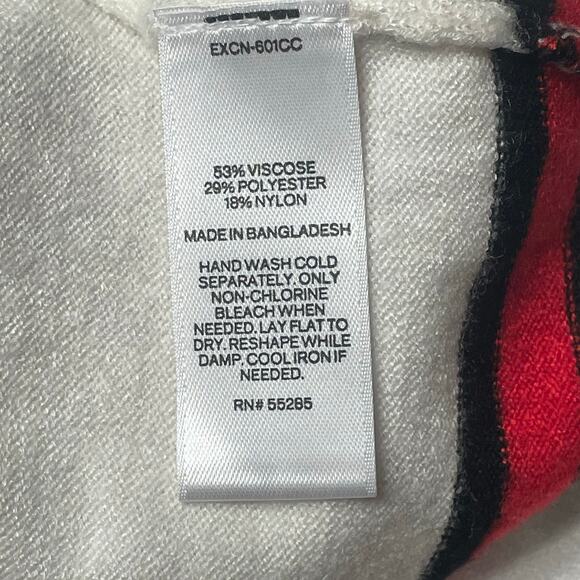 EXCN-601CC
53% VISCOSE
29% POLYESTER
18% NYLON
MADE IN BANGLADESH
HAND WASH COLD
SEPARATELY. ONLY
NON-CHLORINE
BLEACH WHEN
NEEDED. LAY FLAT TO
DRY. RESHAPE WHILE
DAMP. COOL IRON IF
NEEDED.
RN# 55285